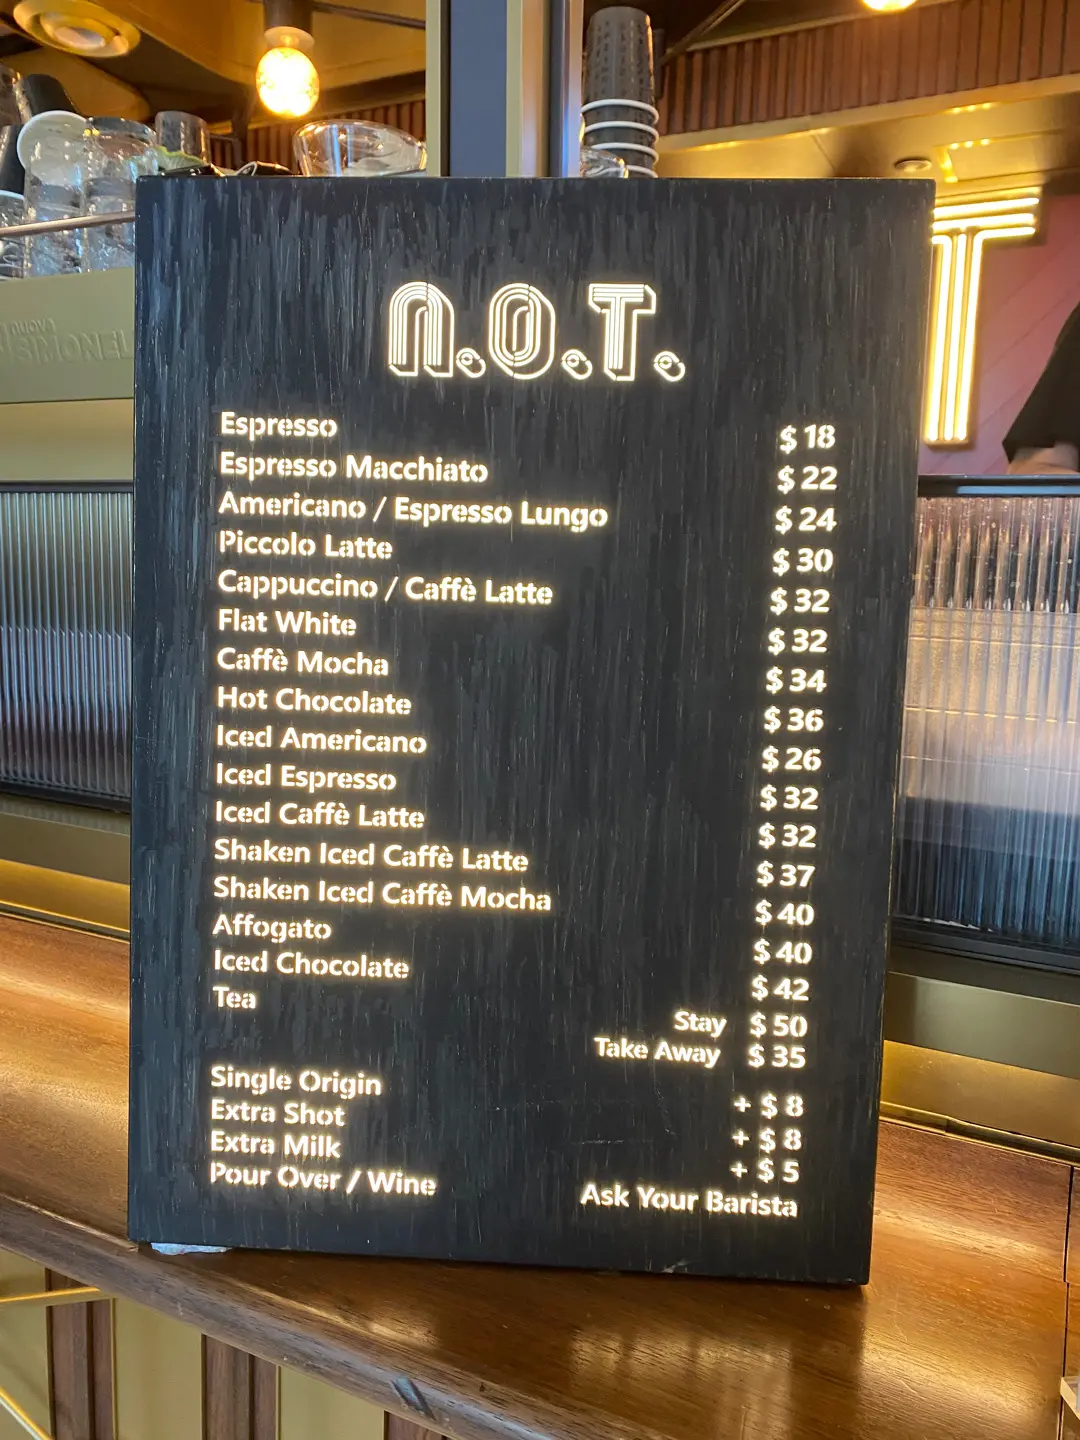 N.O.T.
Espresso $ 18
Espresso Macchiato $ 22
Americano / Espresso Lungo $ 24
Piccolo Latte $ 30
Cappuccino / Caffè Latte $ 32
Flat White $ 32
Caffè Mocha $ 34
Hot Chocolate $ 36
Iced Americano $ 26
Iced Espresso $ 32
Iced Caffè Latte $ 32
Shaken Iced Caffè Latte $ 37
Shaken Iced Caffè Mocha $ 40
Affogato $ 40
Iced Chocolate $ 42
Tea Stay $ 50
Take Away $ 35
Single Origin + $ 8
Extra Shot + $ 8
Extra Milk + $ 5
Pour Over / Wine Ask Your Barista
T